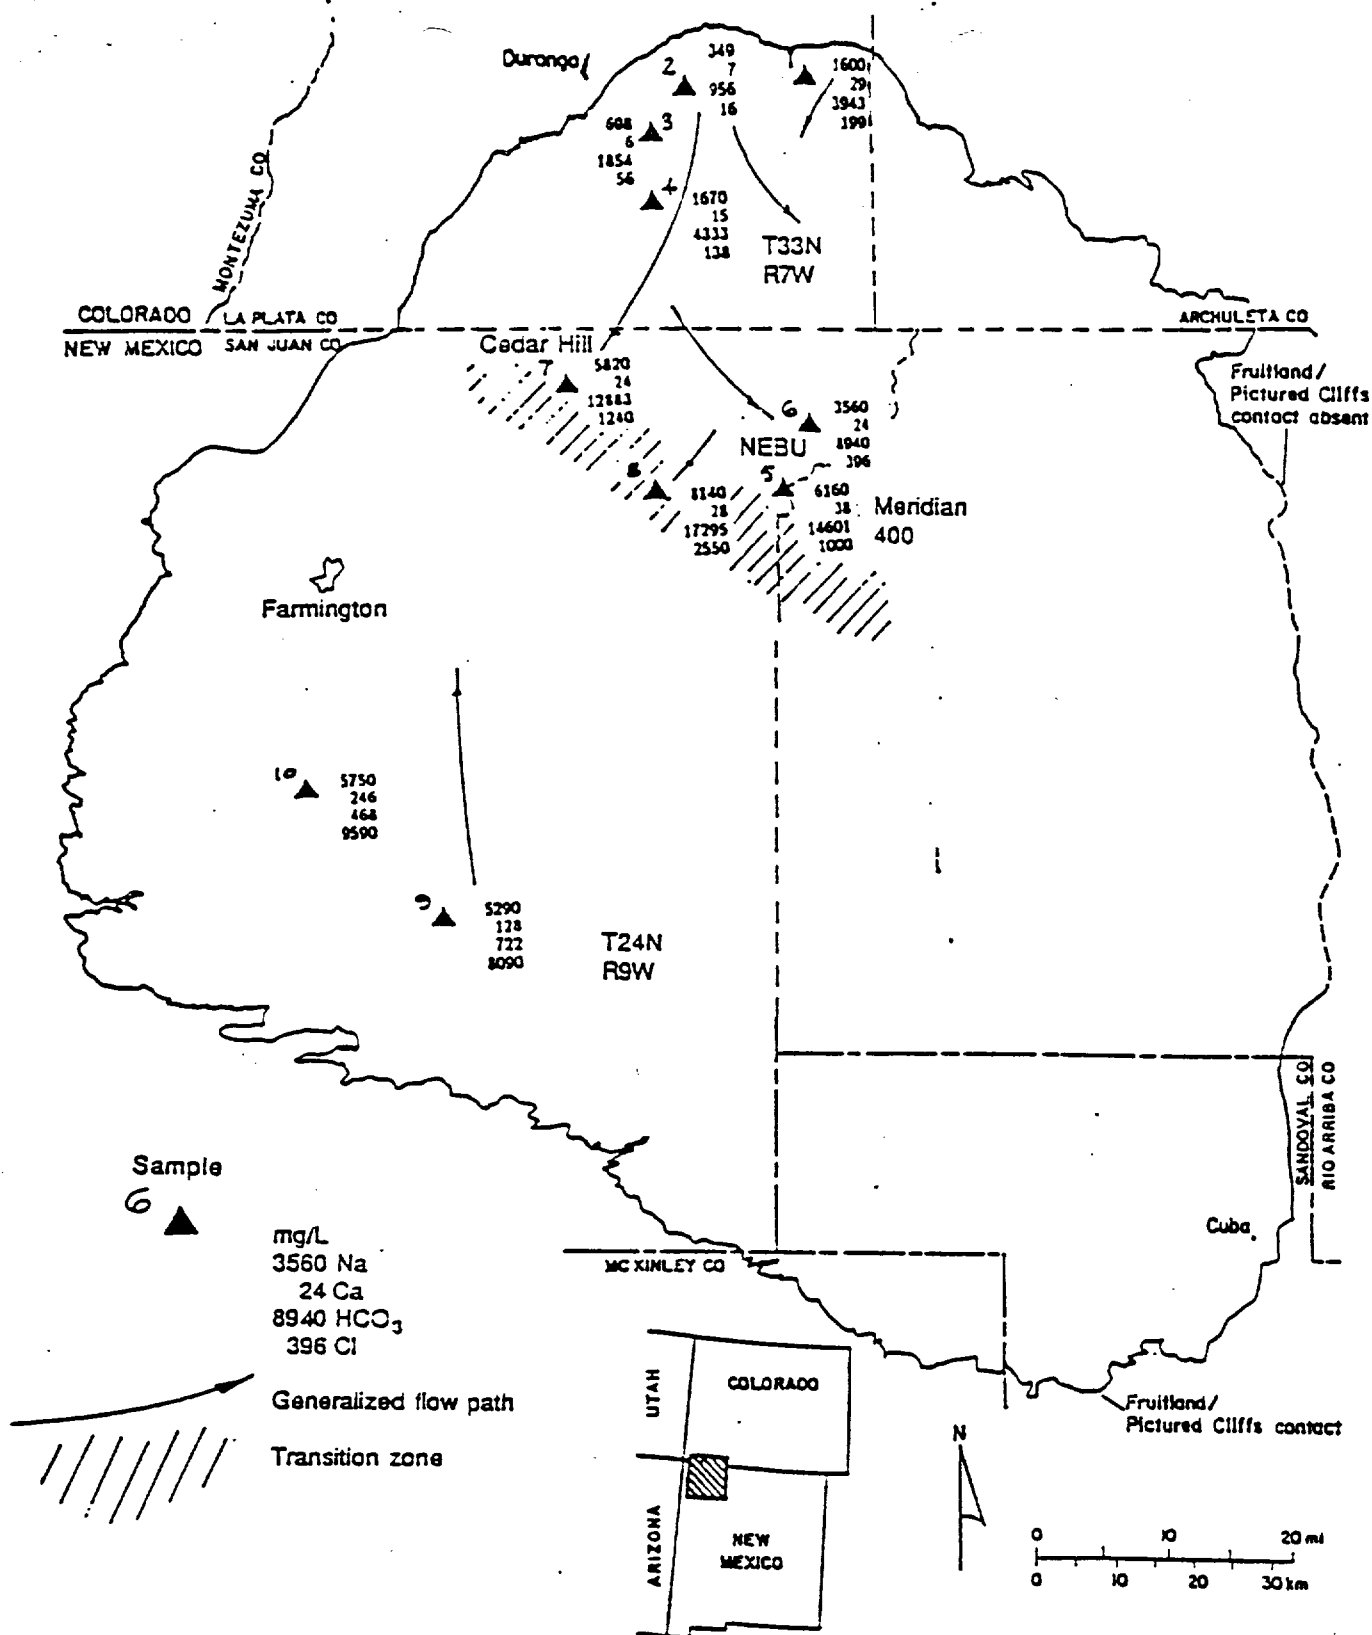 Durango
2
349
7
956
16
1
1600
29
3943
199
608
6
1854
56
3
4
1670
15
4333
138
T33N
R7W
MONTEZUMA CO
COLORADO
LA PLATA CO
ARCHULETA CO
NEW MEXICO
SAN JUAN CO
Cedar Hill
7
5820
24
12883
1240
Fruitland/
Pictured Cliffs
contact absent
6
3560
24
8940
396
NEBU
8
8140
28
17295
2550
5
6160
38
14601
1000
Meridian
400
Farmington
10
5750
246
468
9590
9
5290
128
722
8090
T24N
R9W
SANDOVAL CO
RIO ARRIBA CO
Sample
6
mg/L
3560 Na
24 Ca
8940 HCO3
396 Cl
Cuba
MCKINLEY CO
Generalized flow path
Transition zone
Fruitland/
Pictured Cliffs contact
UTAH
COLORADO
ARIZONA
NEW
MEXICO
N
0 10 20 mi
0 10 20 30 km